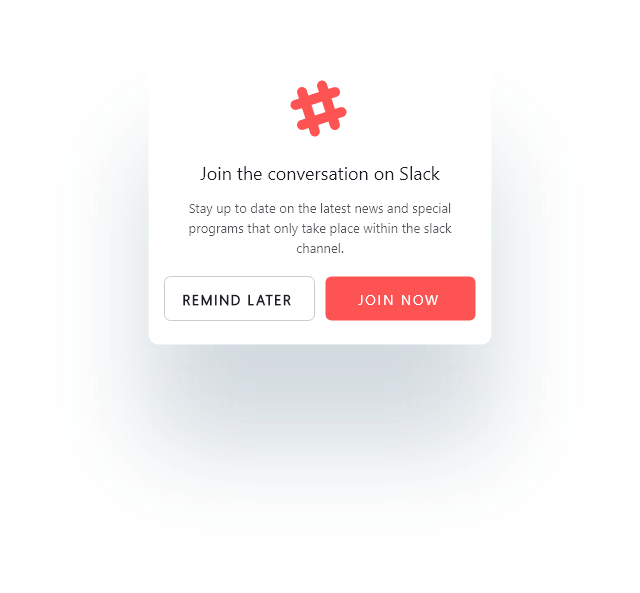 Join the conversation on Slack
Stay up to date on the latest news and special
programs that only take place within the slack
channel.
REMIND LATER
JOIN NOW